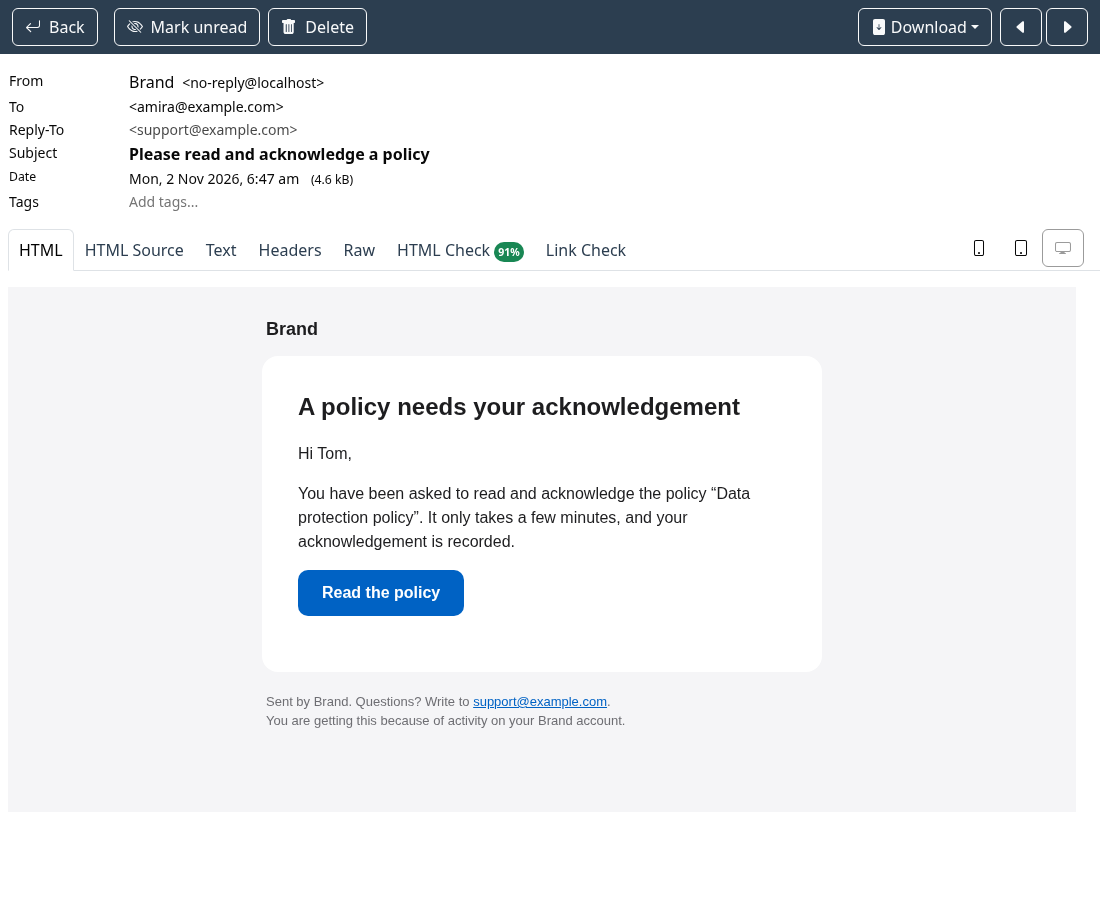 Back Mark unread Delete Download
From Brand <no-reply@localhost>
To <amira@example.com>
Reply-To <support@example.com>
Subject Please read and acknowledge a policy
Date Mon, 2 Nov 2026, 6:47 am (4.6 kB)
Tags Add tags...
HTML HTML Source Text Headers Raw HTML Check 91% Link Check
Brand
A policy needs your acknowledgement
Hi Tom,
You have been asked to read and acknowledge the policy “Data
protection policy”. It only takes a few minutes, and your
acknowledgement is recorded.
Read the policy
Sent by Brand. Questions? Write to support@example.com.
You are getting this because of activity on your Brand account.